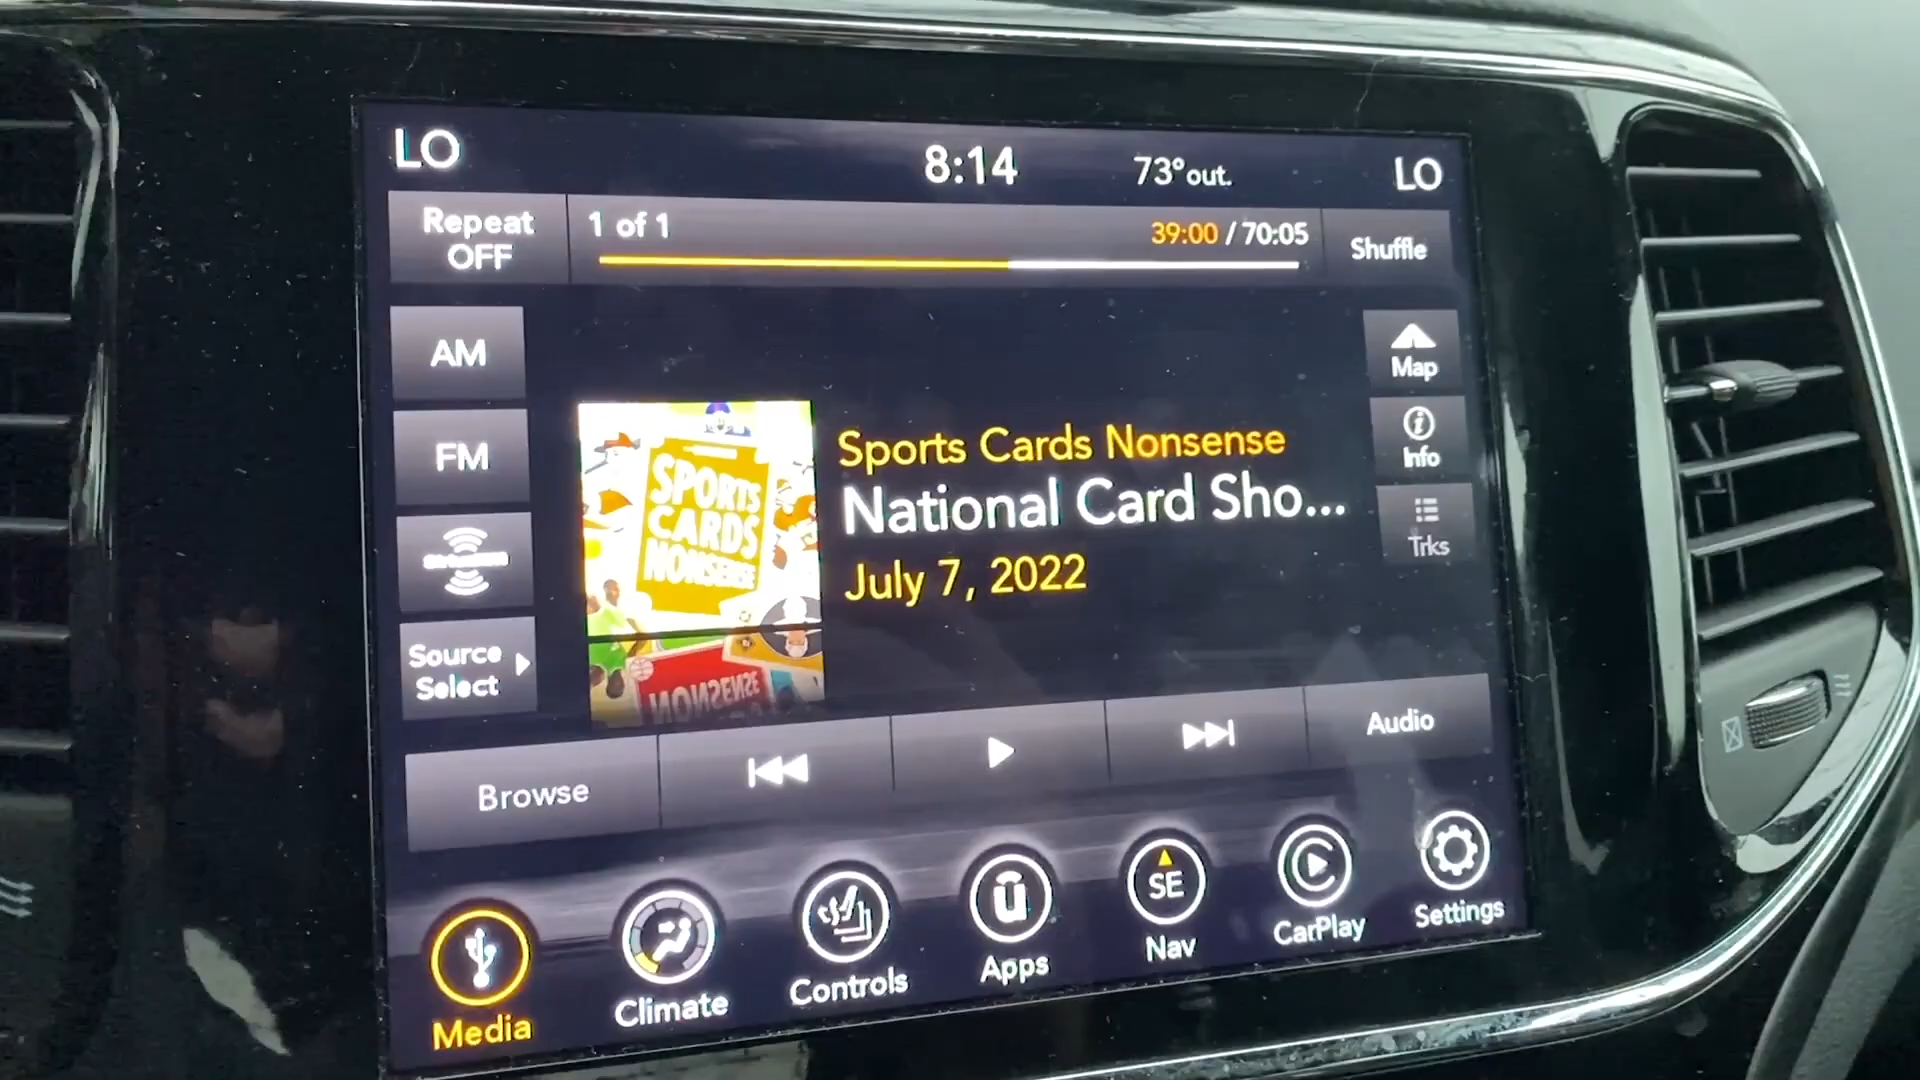 LO
8:14
73°out.
LO
Repeat
OFF
1 of 1
39:00 / 70:05
Shuffle
AM
FM
Source
Select
SPORTS
CARDS
NONSENSE
NONSENSE
Sports Cards Nonsense
National Card Sho...
July 7, 2022
Map
Info
Trks
Browse
Audio
Media
Climate
Controls
Apps
SE
Nav
CarPlay
Settings